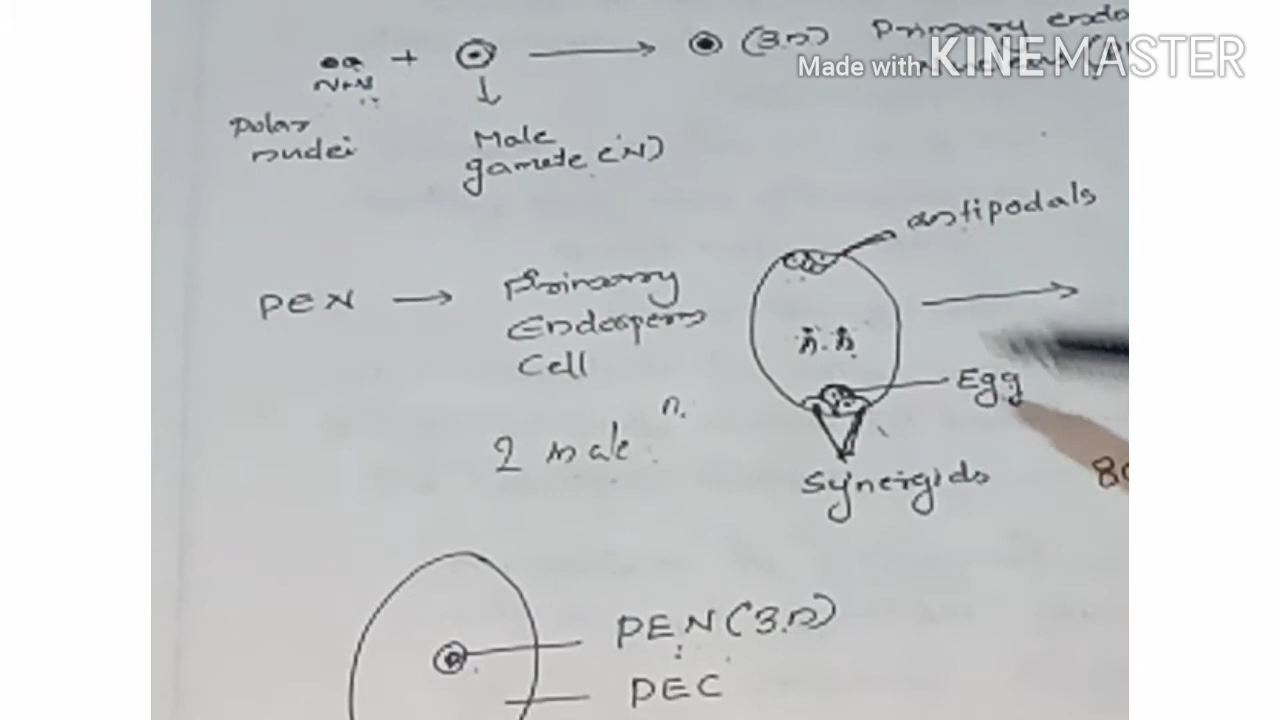 (3n) Primary endo
Made with KINEMASTER
+
N+N
Polar
nuclei
Male
gamete (N)
antipodals
PEN → Primary
Endosperm
Cell
n n
Egg
n.
2 male
Synergids
80
PEN (3n)
PEC